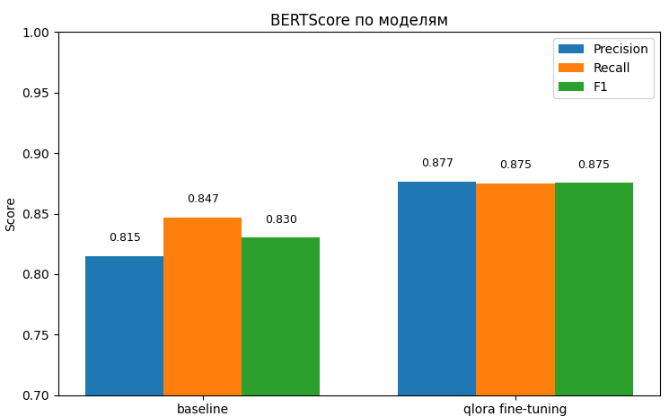 BERTScore по моделям
Precision
Recall
F1
Score
1.00
0.95
0.90
0.85
0.80
0.75
0.70
0.815
0.847
0.830
0.877
0.875
0.875
baseline
qlora fine-tuning